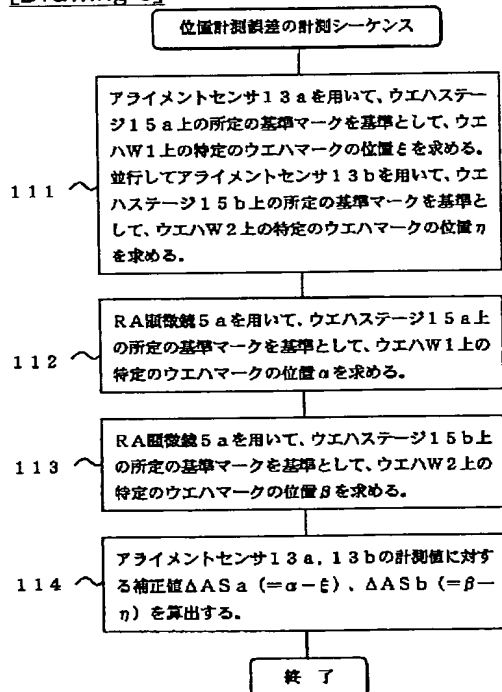 位置計測誤差の計測シーケンス
アライメントセンサ13aを用いて、ウエハステー
ジ15a上の所定の基準マークを基準として、ウエ
ハW1上の特定のウエハマークの位置ξを求める。
並行してアライメントセンサ13bを用いて、ウエ
ハステージ15b上の所定の基準マークを基準と
して、ウエハW2上の特定のウエハマークの位置η
を求める。
111
RA顕微鏡5aを用いて、ウエハステージ15a上
の所定の基準マークを基準として、ウエハW1上の
特定のウエハマークの位置αを求める。
112
RA顕微鏡5aを用いて、ウエハステージ15b上
の所定の基準マークを基準として、ウエハW2上の
特定のウエハマークの位置βを求める。
113
アライメントセンサ13a,13bの計測値に対す
る補正値ΔASa(=α-ξ)、ΔASb(=β-
η)を算出する。
114
終了